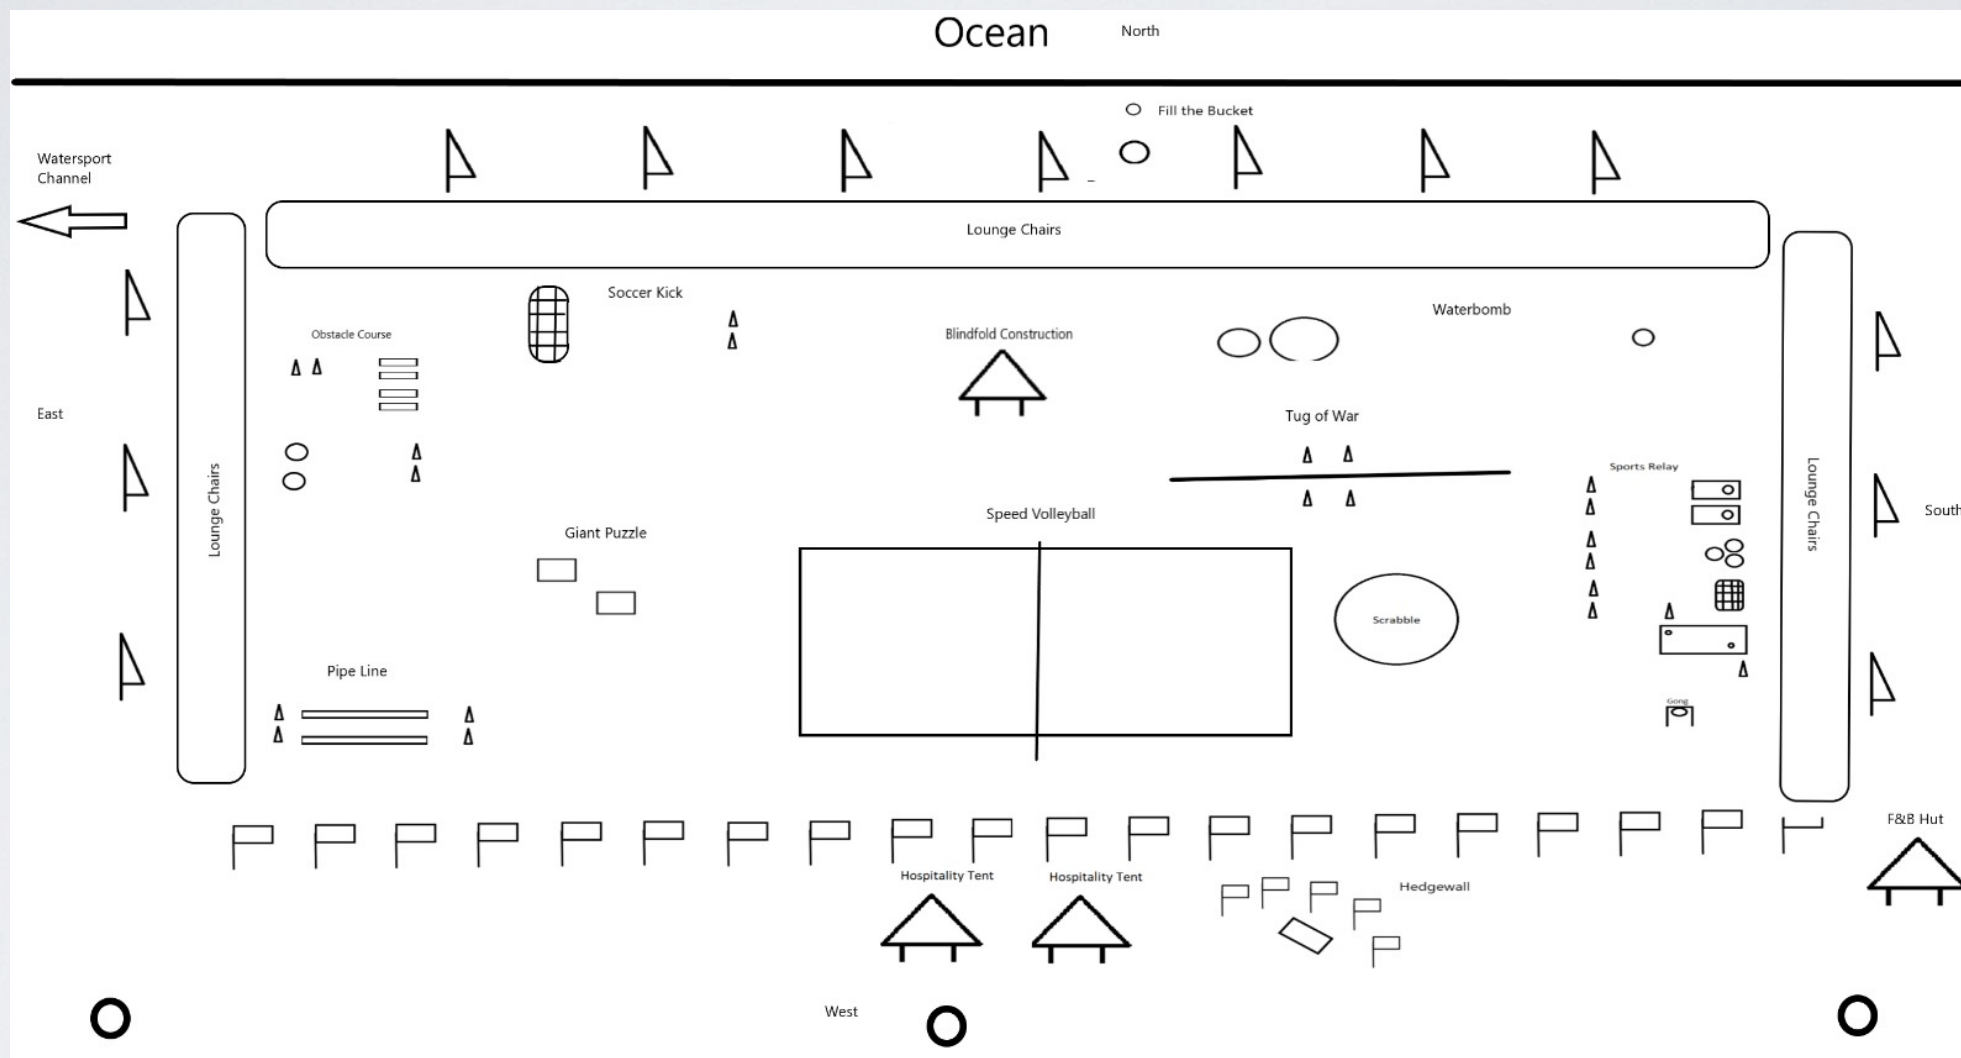 Ocean
North
Fill the Bucket
Watersport
Channel
Lounge Chairs
Soccer Kick
Waterbomb
Obstacle Course
Blindfold Construction
East
Tug of War
Lounge Chairs
Lounge Chairs
Sports Relay
South
Speed Volleyball
Giant Puzzle
Scrabble
Pipe Line
Gong
F&B Hut
Hospitality Tent
Hospitality Tent
Hedgewall
West